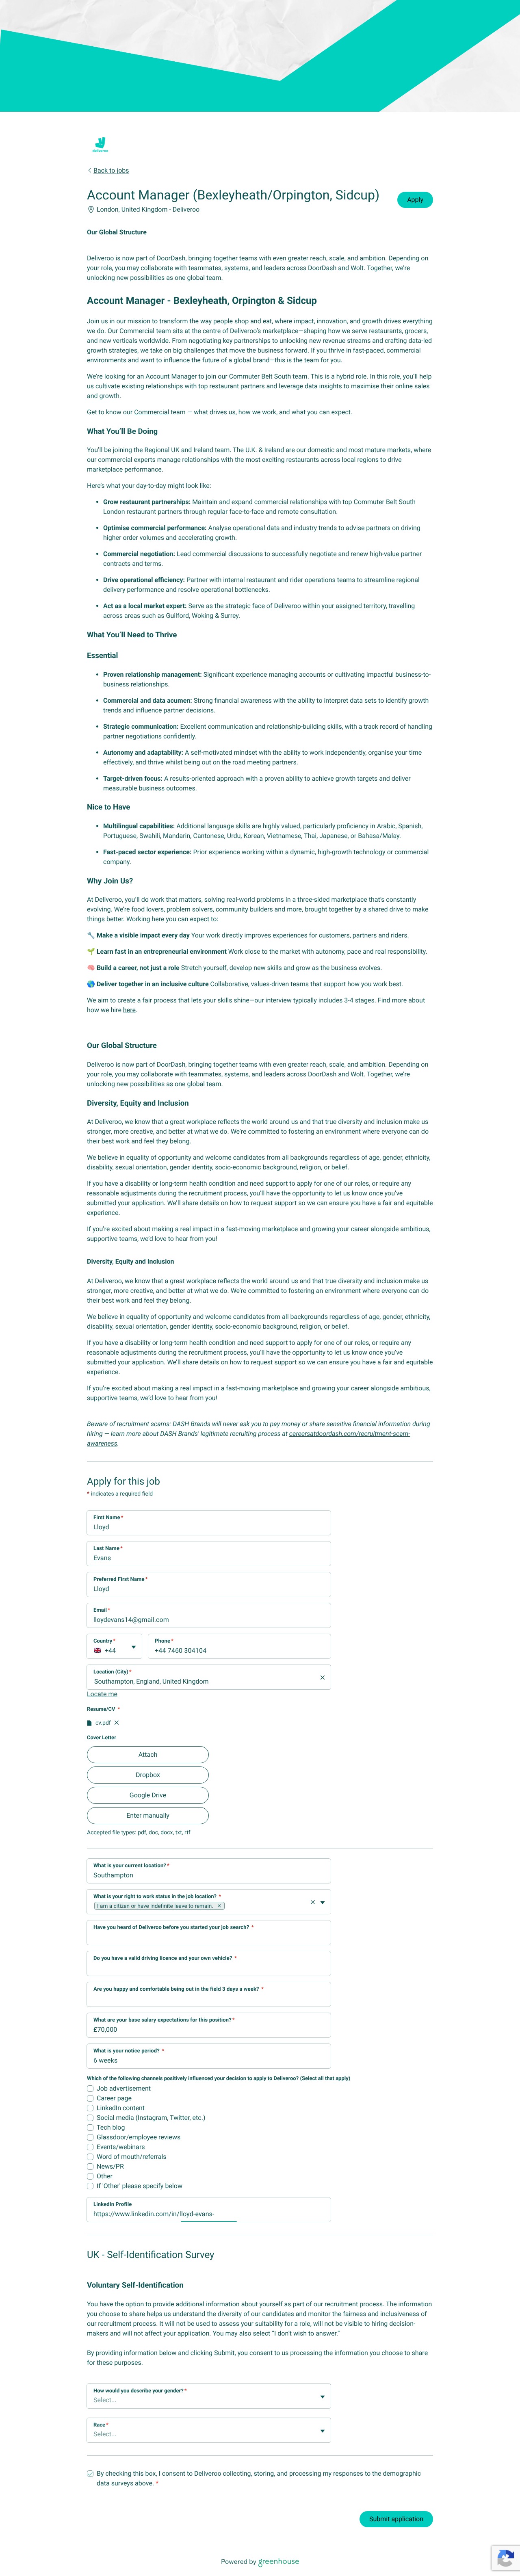 deliveroo
Back to jobs
Account Manager (Bexleyheath/Orpington, Sidcup)
Apply
London, United Kingdom - Deliveroo
Our Global Structure
Deliveroo is now part of DoorDash, bringing together teams with even greater reach, scale, and ambition. Depending on
your role, you may collaborate with teammates, systems, and leaders across DoorDash and Wolt. Together, we're
unlocking new possibilities as one global team.
Account Manager - Bexleyheath, Orpington & Sidcup
Join us in our mission to transform the way people shop and eat, where impact, innovation, and growth drives everything
we do. Our Commercial team sits at the centre of Deliveroo's marketplace—shaping how we serve restaurants, grocers,
and new verticals worldwide. From negotiating key partnerships to unlocking new revenue streams and crafting data-led
growth strategies, we take on big challenges that move the business forward. If you thrive in fast-paced, commercial
environments and want to influence the future of a global brand—this is the team for you.
We're looking for an Account Manager to join our Commuter Belt South team. This is a hybrid role. In this role, you'll help
us cultivate existing relationships with top restaurant partners and leverage data insights to maximise their online sales
and growth.
Get to know our Commercial team — what drives us, how we work, and what you can expect.
What You'll Be Doing
You'll be joining the Regional UK and Ireland team. The U.K. & Ireland are our domestic and most mature markets, where
our commercial experts manage relationships with the most exciting restaurants across local regions to drive
marketplace performance.
Here's what your day-to-day might look like:
• Grow restaurant partnerships: Maintain and expand commercial relationships with top Commuter Belt South
London restaurant partners through regular face-to-face and remote consultation.
• Optimise commercial performance: Analyse operational data and industry trends to advise partners on driving
higher order volumes and accelerating growth.
• Commercial negotiation: Lead commercial discussions to successfully negotiate and renew high-value partner
contracts and terms.
• Drive operational efficiency: Partner with internal restaurant and rider operations teams to streamline regional
delivery performance and resolve operational bottlenecks.
• Act as a local market expert: Serve as the strategic face of Deliveroo within your assigned territory, travelling
across areas such as Guilford, Woking & Surrey.
What You'll Need to Thrive
Essential
• Proven relationship management: Significant experience managing accounts or cultivating impactful business-to-
business relationships.
• Commercial and data acumen: Strong financial awareness with the ability to interpret data sets to identify growth
trends and influence partner decisions.
• Strategic communication: Excellent communication and relationship-building skills, with a track record of handling
partner negotiations confidently.
• Autonomy and adaptability: A self-motivated mindset with the ability to work independently, organise your time
effectively, and thrive whilst being out on the road meeting partners.
• Target-driven focus: A results-oriented approach with a proven ability to achieve growth targets and deliver
measurable business outcomes.
Nice to Have
• Multilingual capabilities: Additional language skills are highly valued, particularly proficiency in Arabic, Spanish,
Portuguese, Swahili, Mandarin, Cantonese, Urdu, Korean, Vietnamese, Thai, Japanese, or Bahasa/Malay.
• Fast-paced sector experience: Prior experience working within a dynamic, high-growth technology or commercial
company.
Why Join Us?
At Deliveroo, you'll do work that matters, solving real-world problems in a three-sided marketplace that's constantly
evolving. We're food lovers, problem solvers, community builders and more, brought together by a shared drive to make
things better. Working here you can expect to:
🔧 Make a visible impact every day Your work directly improves experiences for customers, partners and riders.
🌱 Learn fast in an entrepreneurial environment Work close to the market with autonomy, pace and real responsibility.
🧠 Build a career, not just a role Stretch yourself, develop new skills and grow as the business evolves.
🌎 Deliver together in an inclusive culture Collaborative, values-driven teams that support how you work best.
We aim to create a fair process that lets your skills shine—our interview typically includes 3-4 stages. Find more about
how we hire here.
Our Global Structure
Deliveroo is now part of DoorDash, bringing together teams with even greater reach, scale, and ambition. Depending on
your role, you may collaborate with teammates, systems, and leaders across DoorDash and Wolt. Together, we're
unlocking new possibilities as one global team.
Diversity, Equity and Inclusion
At Deliveroo, we know that a great workplace reflects the world around us and that true diversity and inclusion make us
stronger, more creative, and better at what we do. We're committed to fostering an environment where everyone can do
their best work and feel they belong.
We believe in equality of opportunity and welcome candidates from all backgrounds regardless of age, gender, ethnicity,
disability, sexual orientation, gender identity, socio-economic background, religion, or belief.
If you have a disability or long-term health condition and need support to apply for one of our roles, or require any
reasonable adjustments during the recruitment process, you'll have the opportunity to let us know once you've
submitted your application. We'll share details on how to request support so we can ensure you have a fair and equitable
experience.
If you're excited about making a real impact in a fast-moving marketplace and growing your career alongside ambitious,
supportive teams, we'd love to hear from you!
Diversity, Equity and Inclusion
At Deliveroo, we know that a great workplace reflects the world around us and that true diversity and inclusion make us
stronger, more creative, and better at what we do. We're committed to fostering an environment where everyone can do
their best work and feel they belong.
We believe in equality of opportunity and welcome candidates from all backgrounds regardless of age, gender, ethnicity,
disability, sexual orientation, gender identity, socio-economic background, religion, or belief.
If you have a disability or long-term health condition and need support to apply for one of our roles, or require any
reasonable adjustments during the recruitment process, you'll have the opportunity to let us know once you've
submitted your application. We'll share details on how to request support so we can ensure you have a fair and equitable
experience.
If you're excited about making a real impact in a fast-moving marketplace and growing your career alongside ambitious,
supportive teams, we'd love to hear from you!
Beware of recruitment scams: DASH Brands will never ask you to pay money or share sensitive financial information during
hiring — learn more about DASH Brands' legitimate recruiting process at careersatdoordash.com/recruitment-scam-
awareness.
Apply for this job
* indicates a required field
First Name*
Lloyd
Last Name*
Evans
Preferred First Name*
Lloyd
Email*
lloydevans14@gmail.com
Country* Phone*
+44 +44 7460 304104
Location (City)*
Southampton, England, United Kingdom
Locate me
Resume/CV *
cv.pdf
Cover Letter
Attach
Dropbox
Google Drive
Enter manually
Accepted file types: pdf, doc, docx, txt, rtf
What is your current location?*
Southampton
What is your right to work status in the job location? *
I am a citizen or have indefinite leave to remain.
Have you heard of Deliveroo before you started your job search? *
Do you have a valid driving licence and your own vehicle? *
Are you happy and comfortable being out in the field 3 days a week? *
What are your base salary expectations for this position?*
£70,000
What is your notice period? *
6 weeks
Which of the following channels positively influenced your decision to apply to Deliveroo? (Select all that apply)
Job advertisement
Career page
LinkedIn content
Social media (Instagram, Twitter, etc.)
Tech blog
Glassdoor/employee reviews
Events/webinars
Word of mouth/referrals
News/PR
Other
If 'Other' please specify below
LinkedIn Profile
https://www.linkedin.com/in/lloyd-evans-
UK - Self-Identification Survey
Voluntary Self-Identification
You have the option to provide additional information about yourself as part of our recruitment process. The information
you choose to share helps us understand the diversity of our candidates and monitor the fairness and inclusiveness of
our recruitment process. It will not be used to assess your suitability for a role, will not be visible to hiring decision-
makers and will not affect your application. You may also select "I don't wish to answer."
By providing information below and clicking Submit, you consent to us processing the information you choose to share
for these purposes.
How would you describe your gender?*
Select...
Race*
Select...
By checking this box, I consent to Deliveroo collecting, storing, and processing my responses to the demographic
data surveys above. *
Submit application
Powered by greenhouse